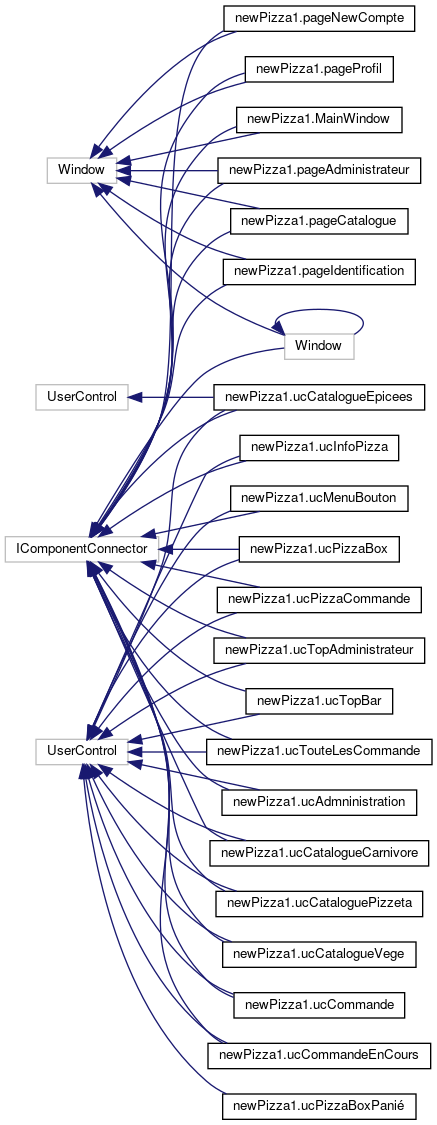 newPizza1.pageNewCompte
newPizza1.pageProfil
newPizza1.MainWindow
Window
newPizza1.pageAdministrateur
newPizza1.pageCatalogue
newPizza1.pageIdentification
Window
UserControl
newPizza1.ucCatalogueEpicees
newPizza1.ucInfoPizza
newPizza1.ucMenuBouton
IComponentConnector
newPizza1.ucPizzaBox
newPizza1.ucPizzaCommande
newPizza1.ucTopAdministrateur
newPizza1.ucTopBar
UserControl
newPizza1.ucTouteLesCommande
newPizza1.ucAdmninistration
newPizza1.ucCatalogueCarnivore
newPizza1.ucCataloguePizzeta
newPizza1.ucCatalogueVege
newPizza1.ucCommande
newPizza1.ucCommandeEnCours
newPizza1.ucPizzaBoxPanié